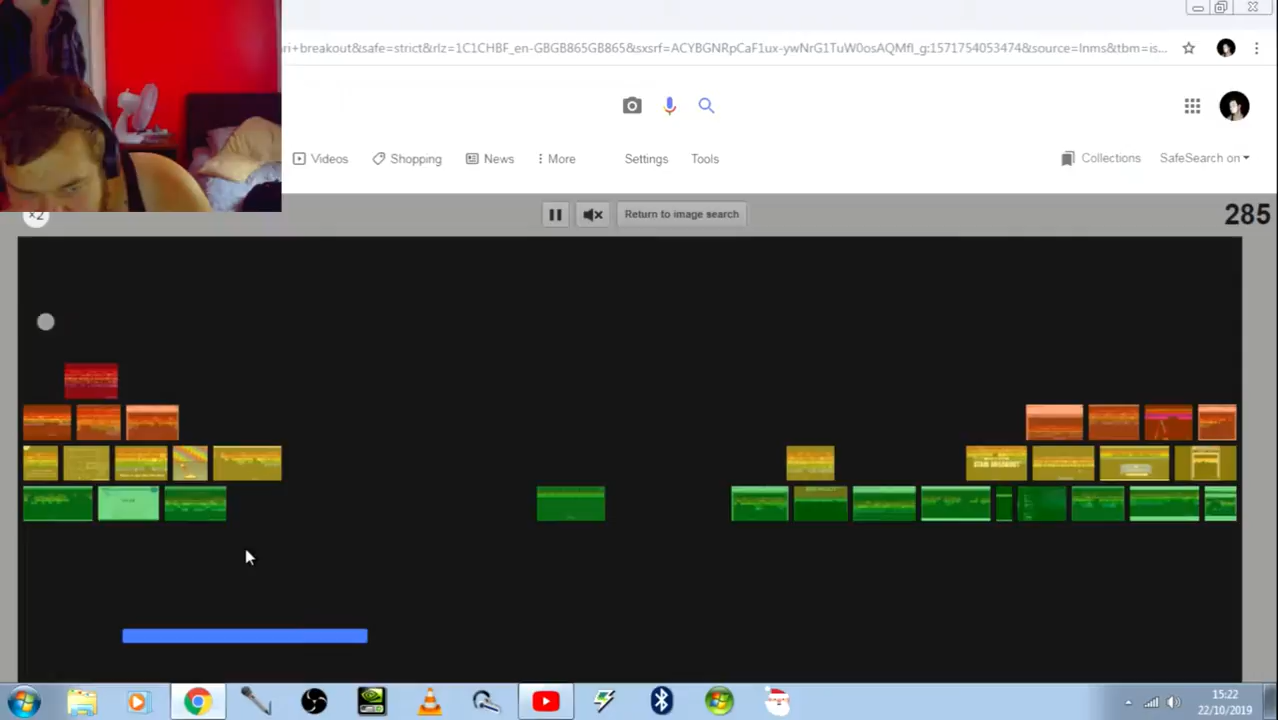 ri+breakout&safe=strict&rlz=1C1CHBF_en-GBGB865GB865&sxsrf=ACYBGNRpCaF1ux-ywNrG1TuW0osAQMfl_g:1571754053474&source=lnms&tbm=is...
Videos Shopping News More Settings Tools Collections SafeSearch on
×2 Return to image search 285
15:22
22/10/2019